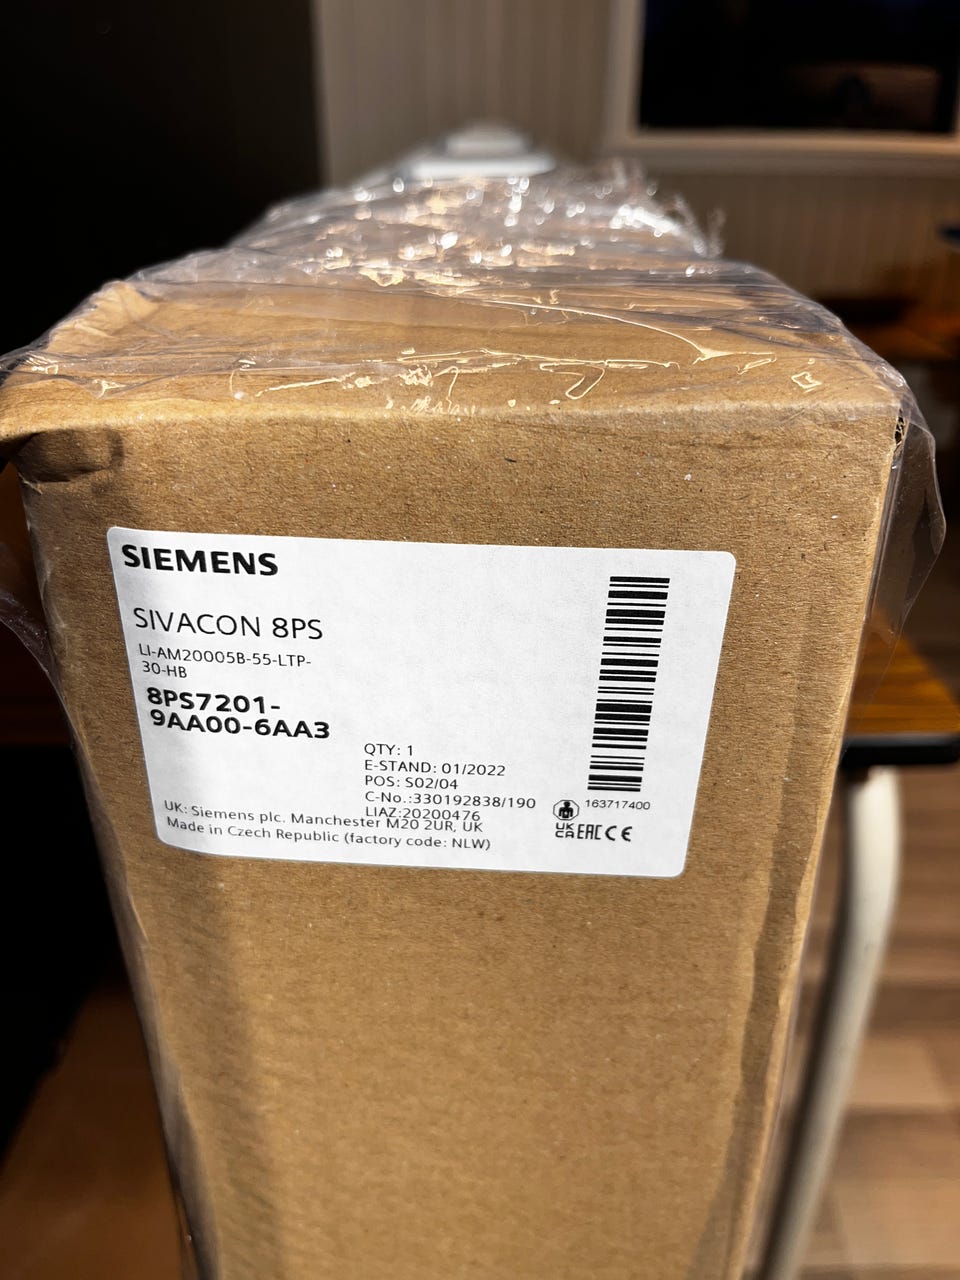 SIEMENS
SIVACON 8PS
LI-AM20005B-55-LTP-
30-HB
8PS7201-
9AA00-6AA3
QTY: 1
E-STAND: 01/2022
POS: S02/04
C-No.:330192838/190
LIAZ:20200476
UK: Siemens plc. Manchester M20 2UR, UK
Made in Czech Republic (factory code: NLW)
163717400
UK
CA EAC CE